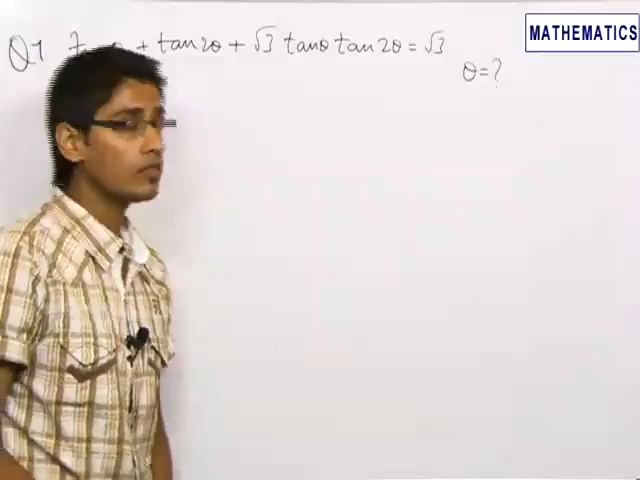 MATHEMATICS
Q1 + tan2θ + √3 tanθ tan2θ = √3
θ=?